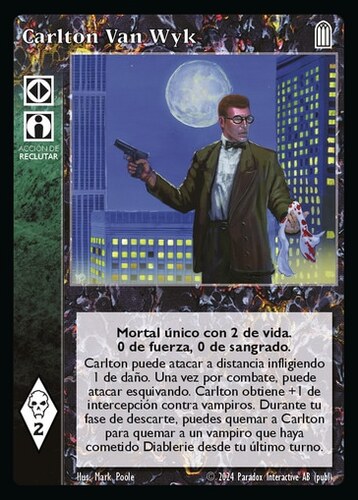 Carlton Van Wyk
ACCIÓN DE
RECLUTAR
Mortal único con 2 de vida.
0 de fuerza, 0 de sangrado.
Carlton puede atacar a distancia infligiendo
1 de daño. Una vez por combate, puede
atacar esquivando. Carlton obtiene +1 de
intercepción contra vampiros. Durante tu
fase de descarte, puedes quemar a Carlton
para quemar a un vampiro que haya
cometido Diablerie desde tu último turno.
2
Ilus: Mark Poole
© 2024 Paradox Interactive AB (publ)